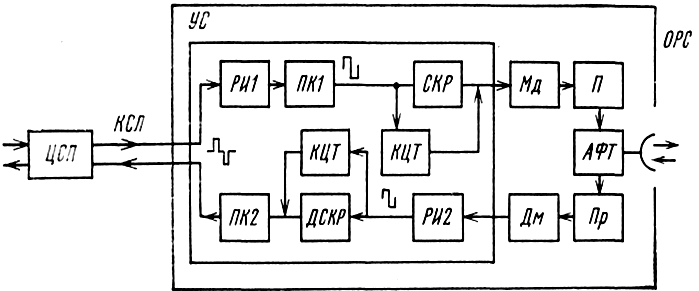 УС
ОРС
РИ1
ПК1
СКР
Мд
П
КСЛ
ЦСП
КЦТ
КЦТ
АФТ
ПК2
ДСКР
РИ2
Дм
Пр